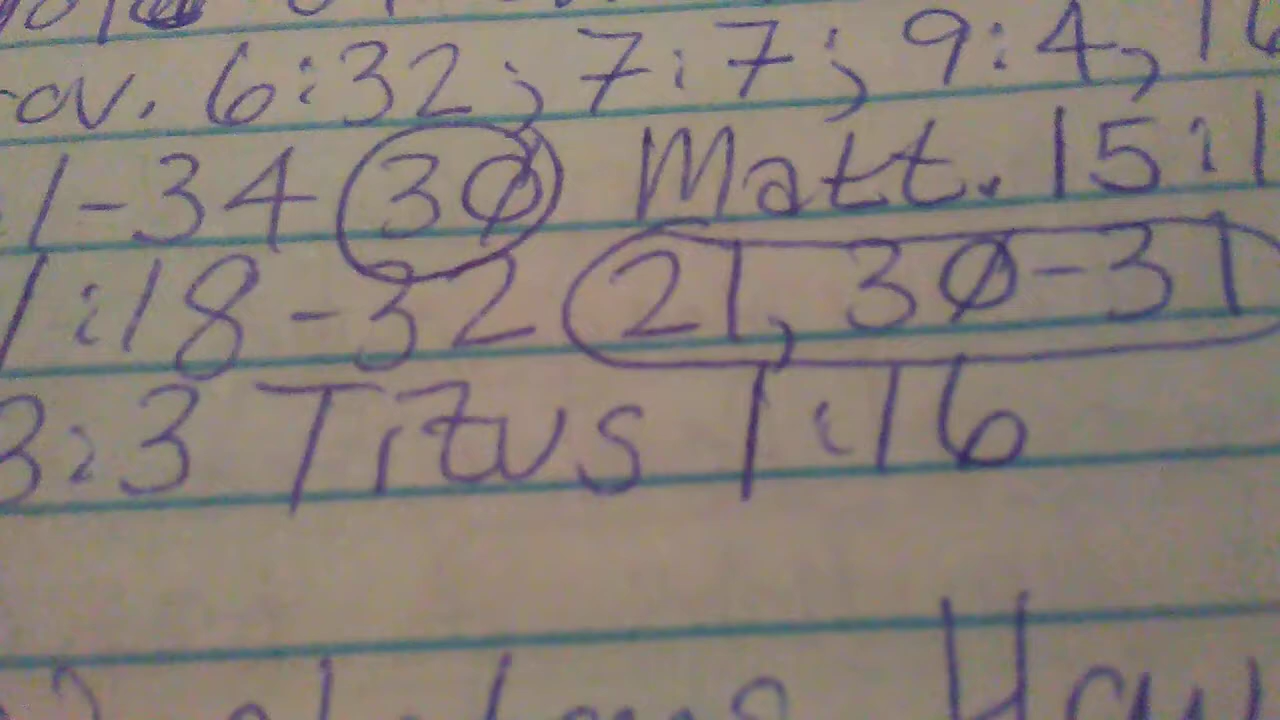 ov. 6:32; 7:7; 9:4, 16
1-34 30 Matt. 15:1
1:18-32 21, 30-31
3:3 Titus 1:16